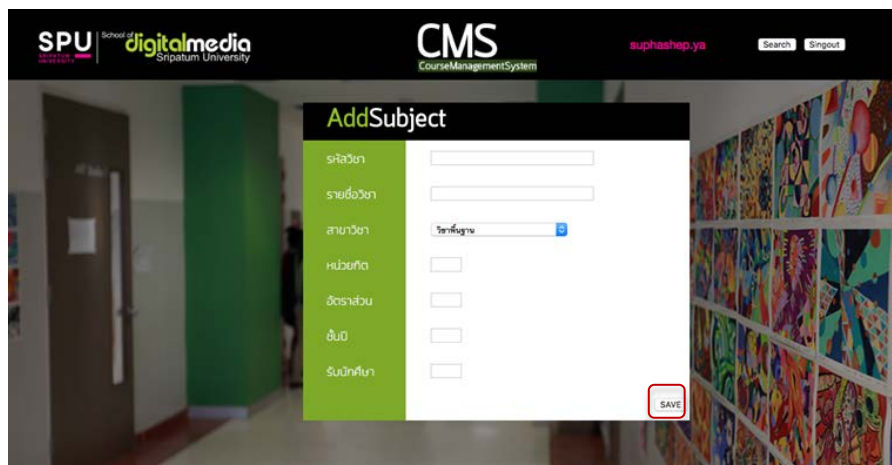 SPU School of digitalmedia
SRIPATUM UNIVERSITY
Sripatum University
CMS
CourseManagementSystem
suphashep.ya
Search Singout
AddSubject
รหัสวิชา
รายชื่อวิชา
สาขาวิชา วิชาพื้นฐาน
หน่วยกิต
อัตราส่วน
ชั้นปี
รับนักศึษา
SAVE